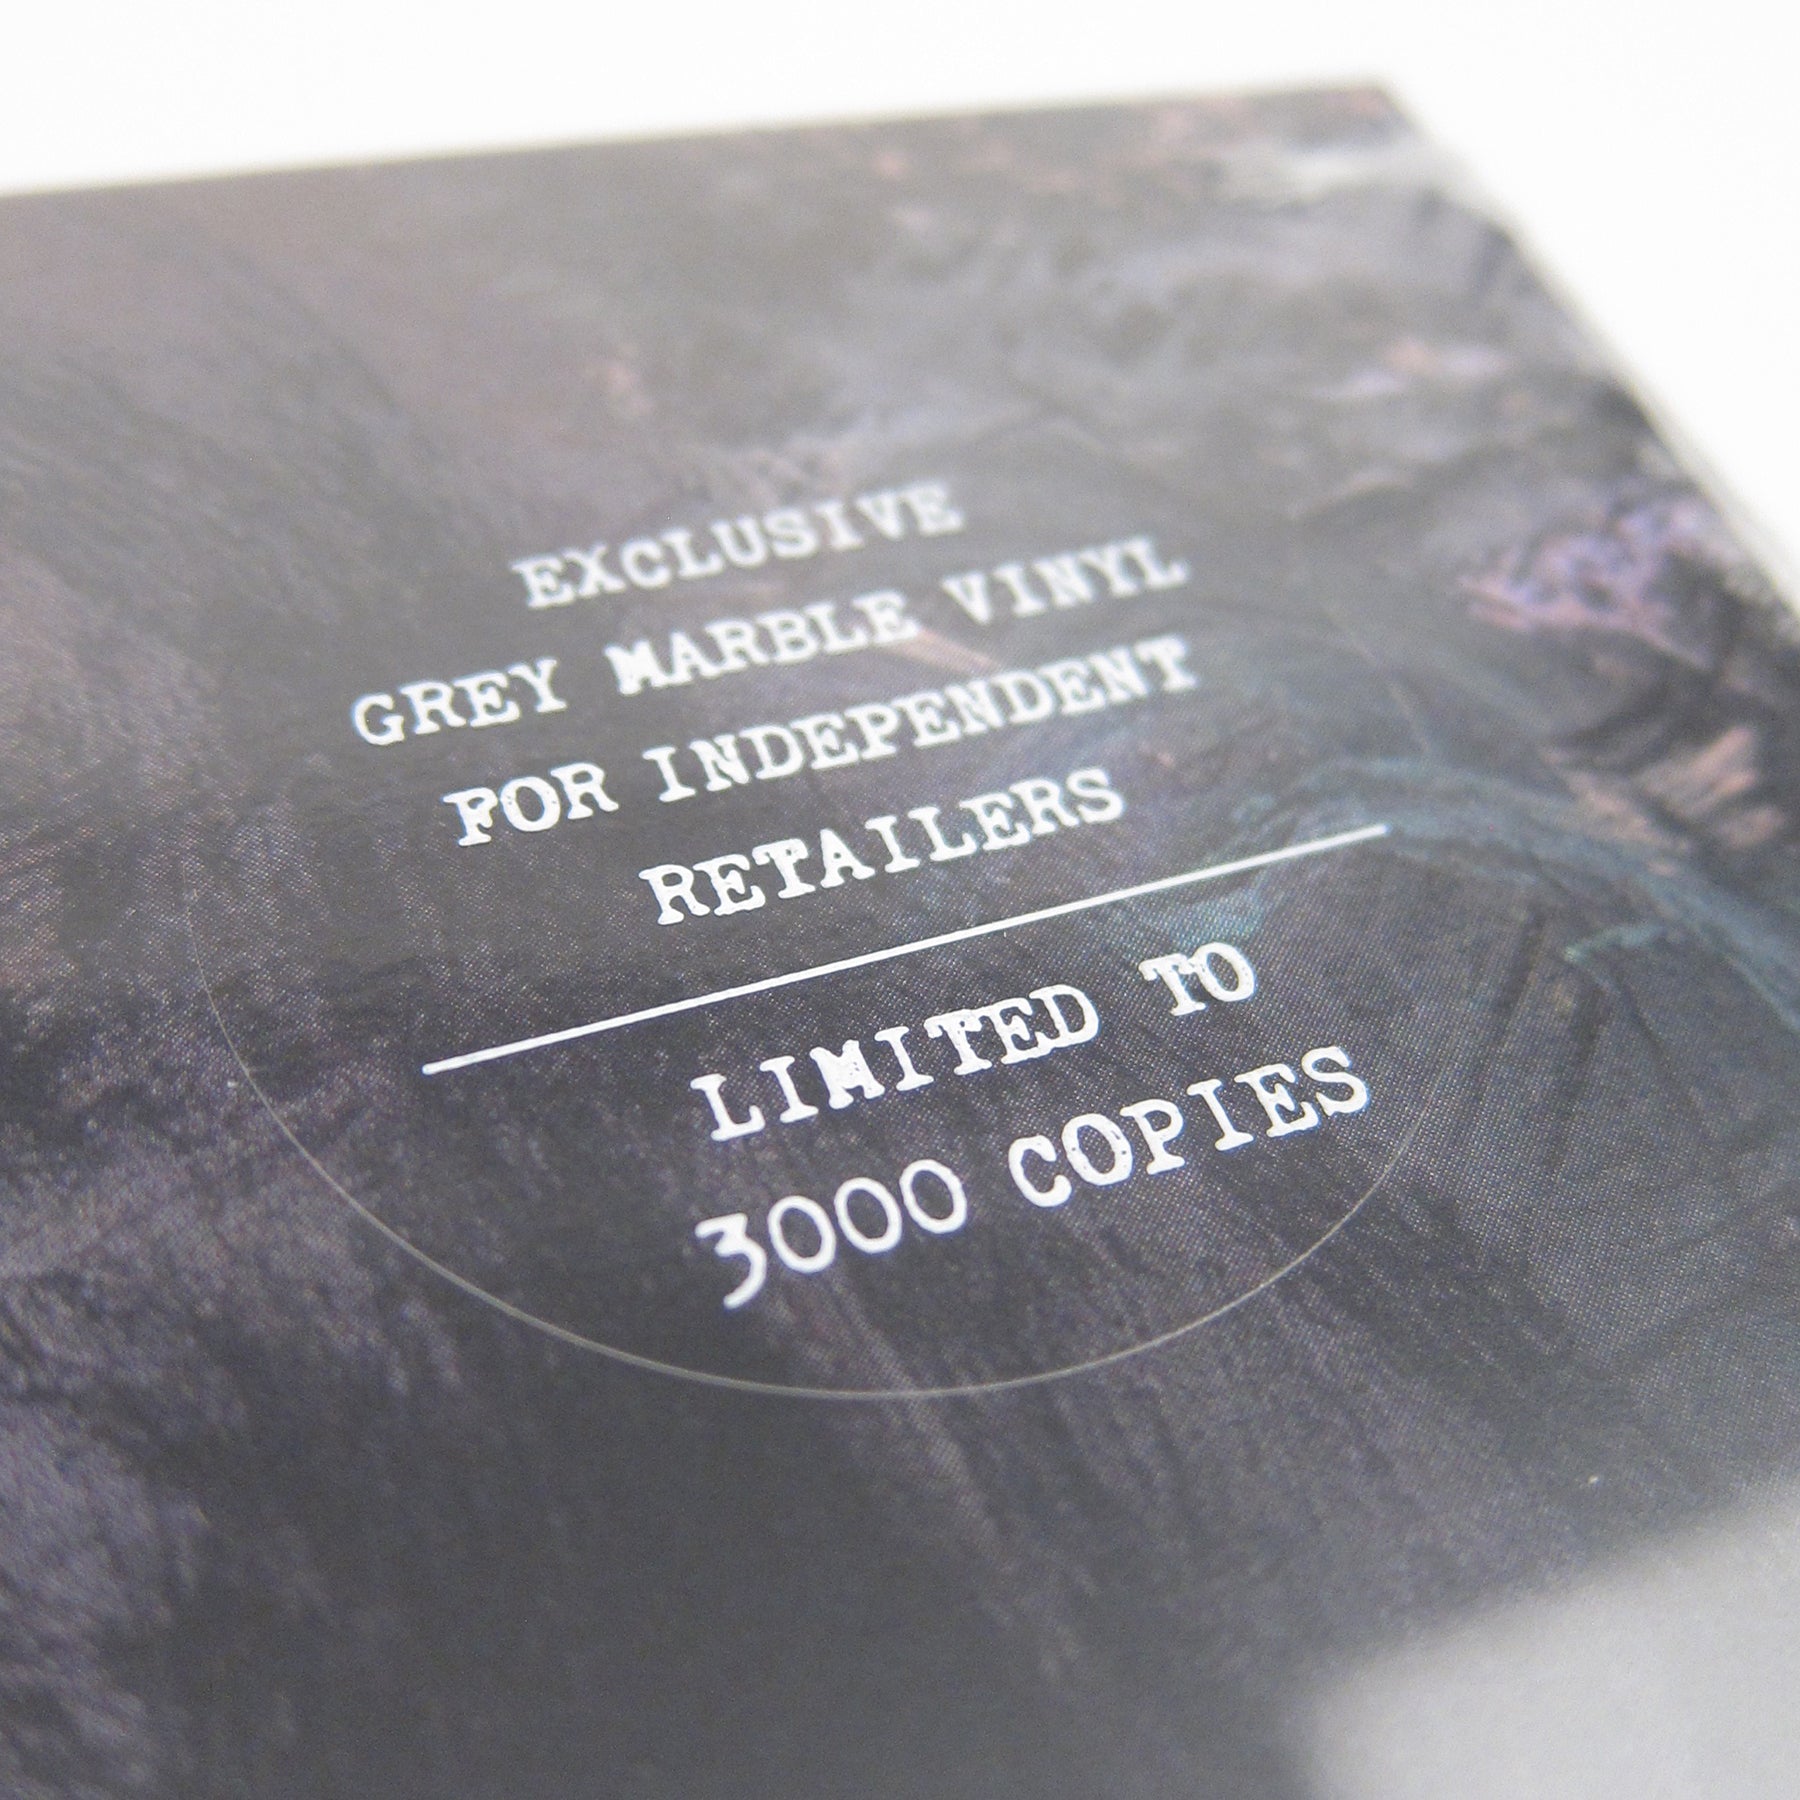 EXCLUSIVE
GREY MARBLE VINYL
FOR INDEPENDENT
RETAILERS
LIMITED TO
3000 COPIES